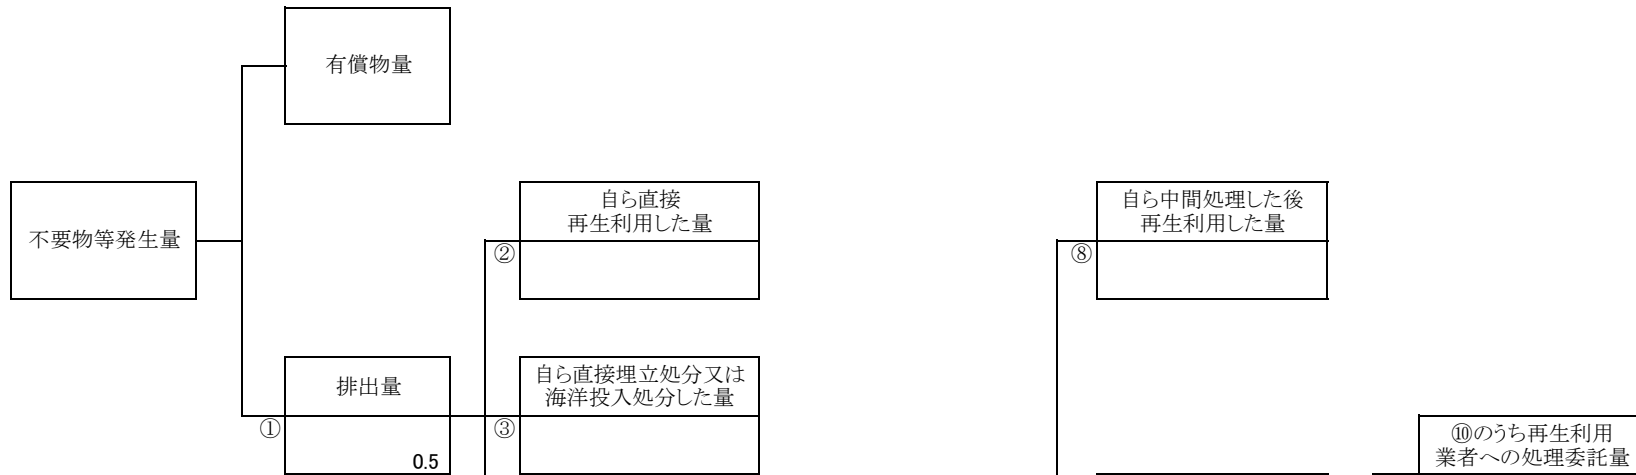 有償物量
不要物等発生量
自ら直接
再生利用した量
②
自ら中間処理した後
再生利用した量
⑧
排出量
①
0.5
自ら直接埋立処分又は
海洋投入処分した量
③
⑩のうち再生利用
業者への処理委託量